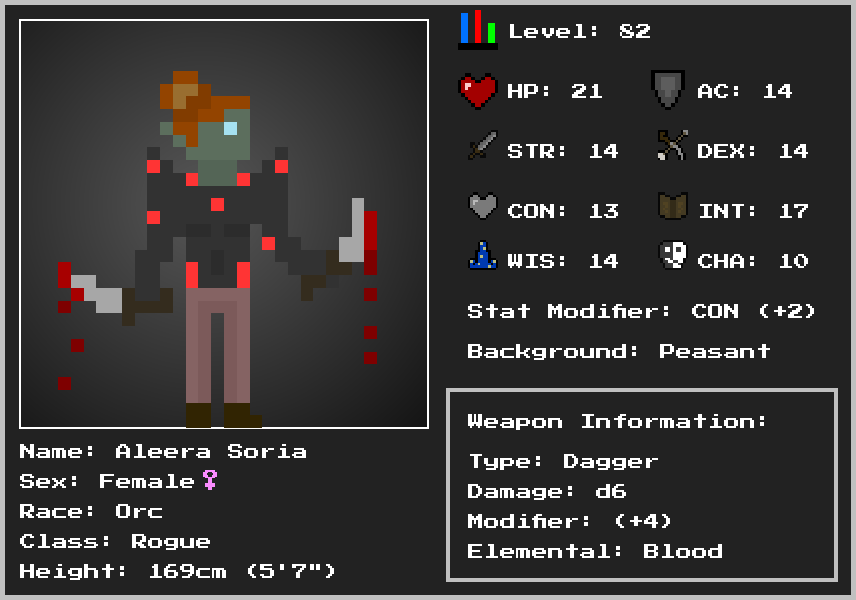 Level: 82
HP: 21 AC: 14
STR: 14 DEX: 14
CON: 13 INT: 17
WIS: 14 CHA: 10
Stat Modifier: CON (+2)
Background: Peasant
Name: Aleera Soria
Sex: Female♀
Race: Orc
Class: Rogue
Height: 169cm (5'7")
Weapon Information:
Type: Dagger
Damage: d6
Modifier: (+4)
Elemental: Blood